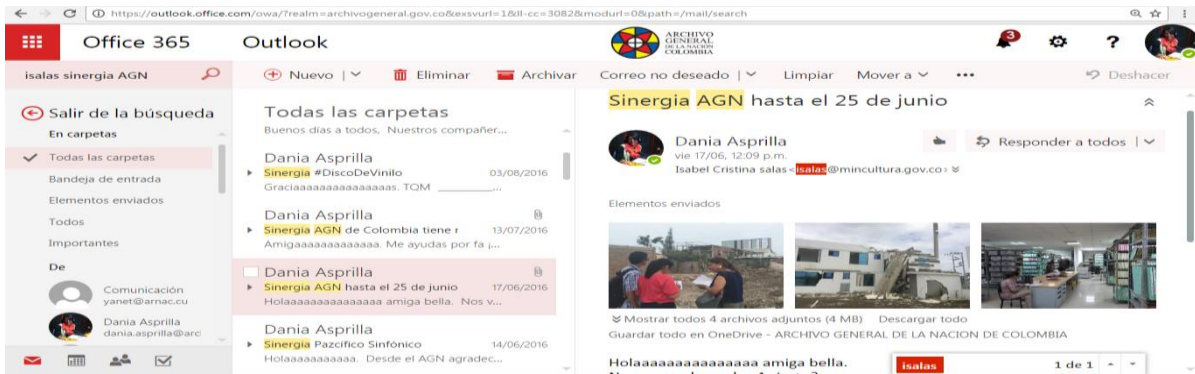 https://outlook.office.com/owa/?realm=archivogeneral.gov.co&exsvurl=1&ll-cc=3082&modurl=0&path=/mail/search
Office 365
Outlook
ARCHIVO
GENERAL
DE LA NACIÓN
COLOMBIA
3
?
isalas sinergia AGN
Nuevo
Eliminar
Archivar
Correo no deseado
Limpiar
Mover a
Deshacer
Salir de la búsqueda
En carpetas
Todas las carpetas
Bandeja de entrada
Elementos enviados
Todos
Importantes
De
Comunicación
yanet@arnac.cu
Dania Asprilla
dania.asprilla@arcl
Todas las carpetas
Buenos días a todos, Nuestros compañer...
Dania Asprilla
Sinergia #DiscoDeVinilo 03/08/2016
Graciaaaaaaaaaaaaaaas. TQM __________...
Dania Asprilla
Sinergia AGN de Colombia tiene r 13/07/2016
Amigaaaaaaaaaaaa. Me ayudas por fa ¡...
Dania Asprilla
Sinergia AGN hasta el 25 de junio 17/06/2016
Holaaaaaaaaaaaaaaa amiga bella. Nos v...
Dania Asprilla
Sinergia Pazcífico Sinfónico 14/06/2016
Holaaaaaaaaaaa. Desde el AGN agradec...
Sinergia AGN hasta el 25 de junio
Dania Asprilla
vie 17/06, 12:09 p.m.
Isabel Cristina salas <isalas@mincultura.gov.co>
Responder a todos
Elementos enviados
Mostrar todos 4 archivos adjuntos (4 MB) Descargar todo
Guardar todo en OneDrive - ARCHIVO GENERAL DE LA NACION DE COLOMBIA
Holaaaaaaaaaaaaaaa amiga bella.
isalas 1 de 1